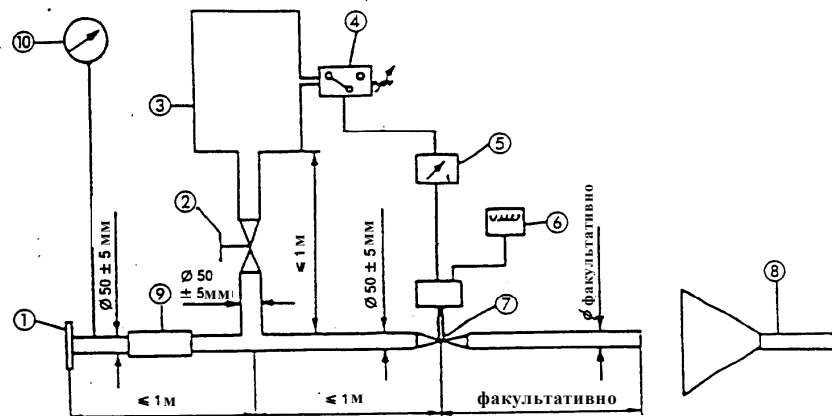 10
4
3
5
2
≤ 1м
6
Ø 50 ± 5 мм
Ø 50
± 5мм
Ø 50 ± 5 мм
Ø факультативно
9
7
8
1
≤ 1м
≤ 1м
факультативно